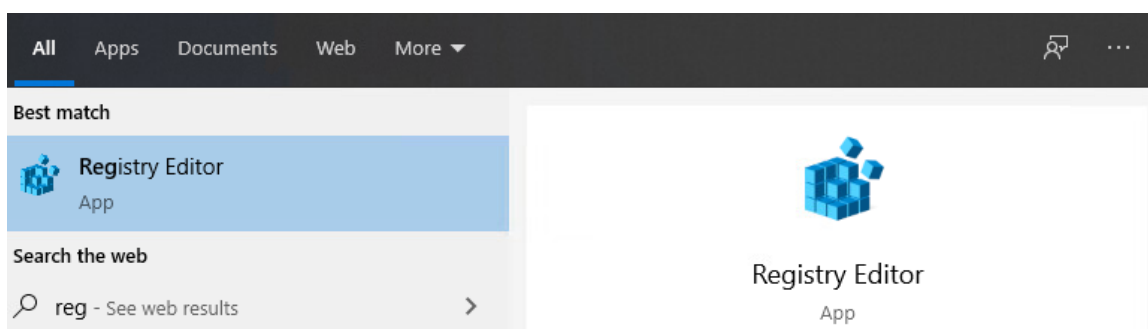 All Apps Documents Web More
Best match
Registry Editor
App
Search the web
reg - See web results
Registry Editor
App